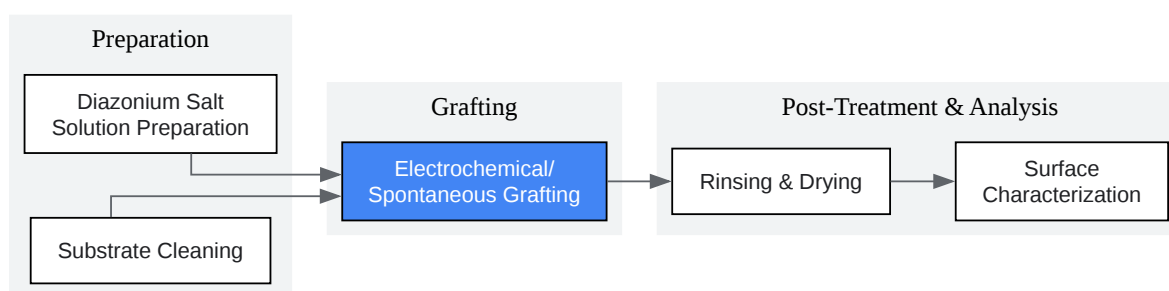 Preparation
Diazonium Salt
Solution Preparation
Substrate Cleaning
Grafting
Electrochemical/
Spontaneous Grafting
Post-Treatment & Analysis
Rinsing & Drying
Surface
Characterization